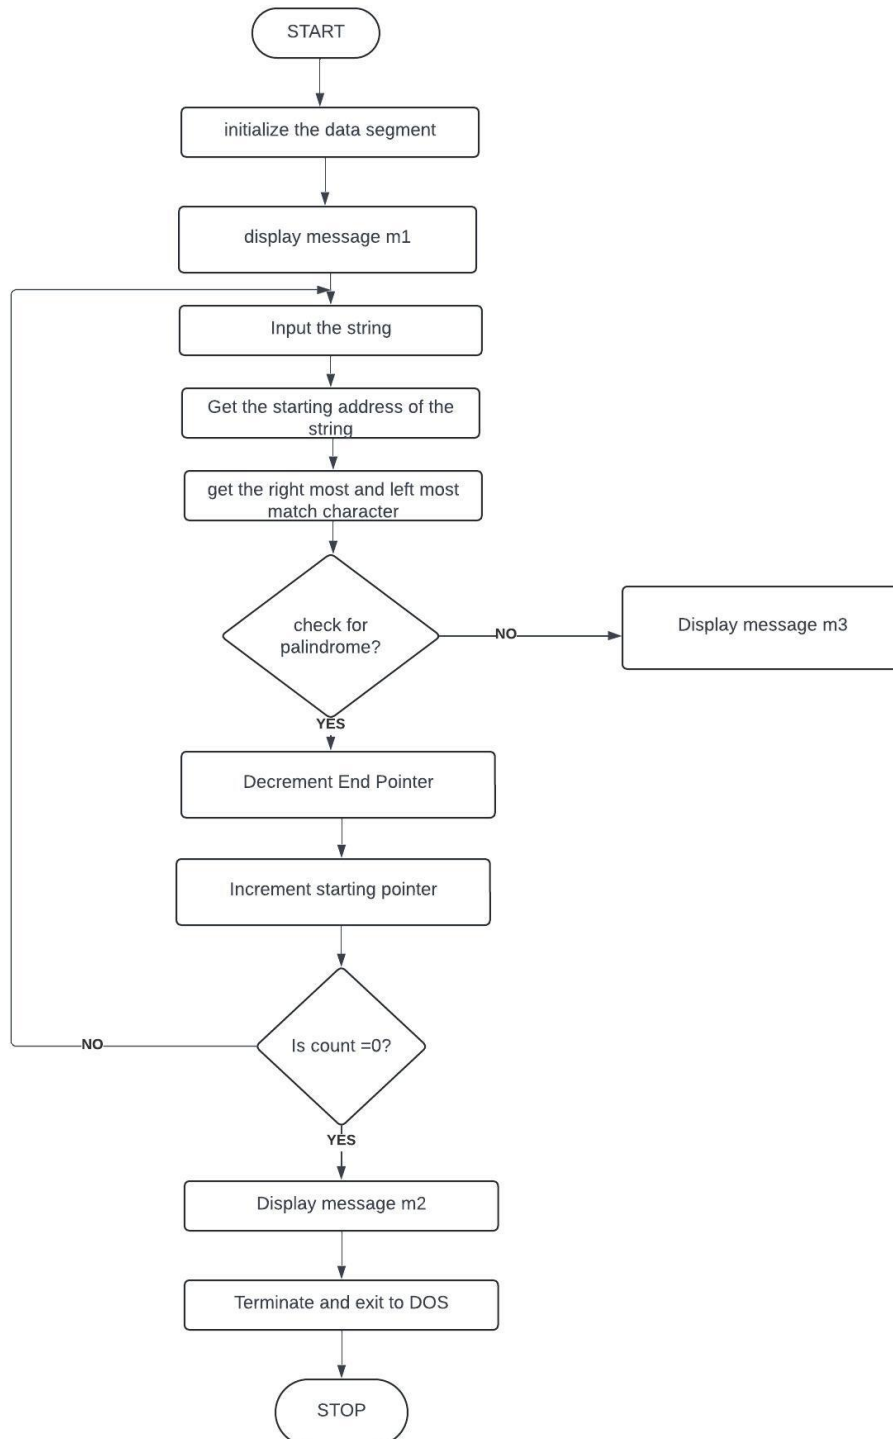 START
initialize the data segment
display message m1
Input the string
Get the starting address of the
string
get the right most and left most
match character
check for
palindrome?
NO
Display message m3
YES
Decrement End Pointer
Increment starting pointer
Is count =0?
NO
YES
Display message m2
Terminate and exit to DOS
STOP